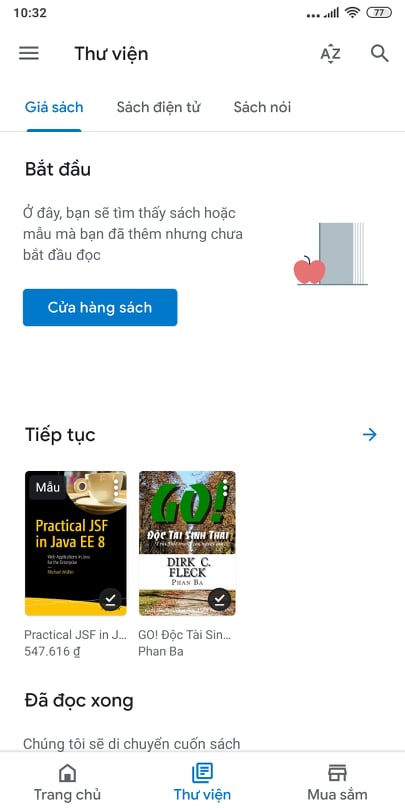 10:32
77
Thư viện
AZ
Giá sách
Sách điện tử
Sách nói
Bắt đầu
Ở đây, bạn sẽ tìm thấy sách hoặc
mẫu mà bạn đã thêm nhưng chưa
bắt đầu đọc
Cửa hàng sách
Tiếp tục
Mẫu
Practical JSF
in Java EE 8
Web Applications in Java
for the Enterprise
Michael Müller
GO!
ĐỘC TÀI SINH THÁI
DIRK C.
FLECK
PHAN BA
Practical JSF in J...
547.616 ₫
GO! Độc Tài Sin...
Phan Ba
Đã đọc xong
Chúng tôi sẽ di chuyển cuốn sách
Trang chủ
Thư viện
Mua sắm